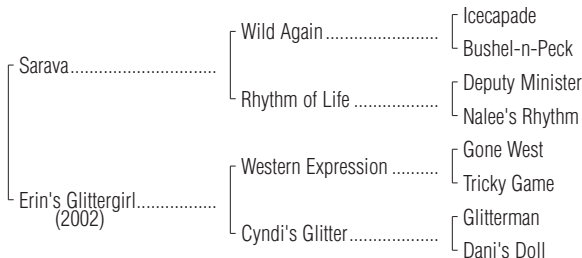 Icecapade
Wild Again
Bushel-n-Peck
Sarava
Deputy Minister
Rhythm of Life
Nalee's Rhythm
Gone West
Western Expression
Tricky Game
Erin's Glittergirl
(2002)
Glitterman
Cyndi's Glitter
Dani's Doll